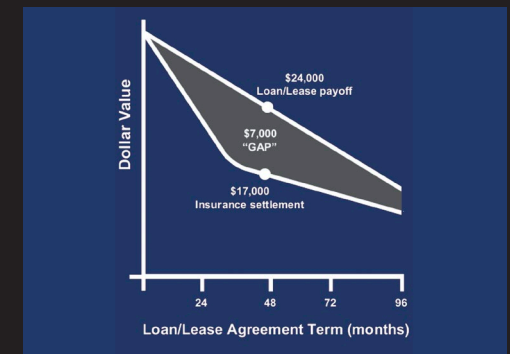 $24,000
Loan/Lease payoff
$7,000
“GAP”
$17,000
Insurance settlement
Dollar Value
24 48 72 96
Loan/Lease Agreement Term (months)